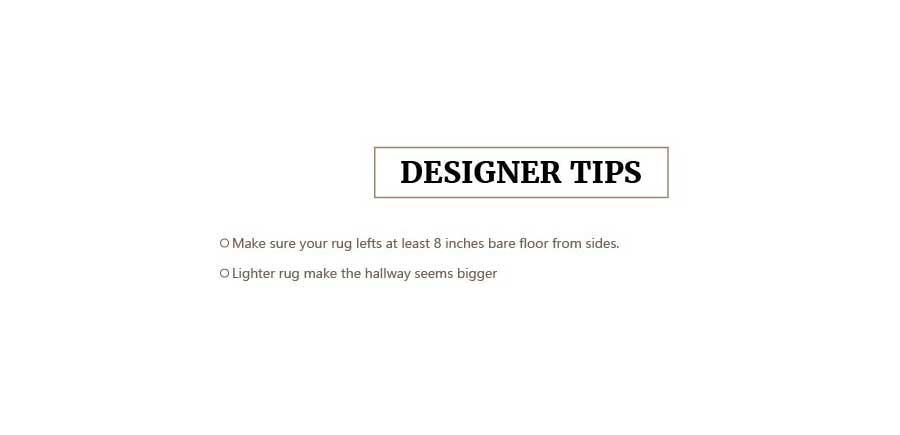 DESIGNER TIPS
Make sure your rug lefts at least 8 inches bare floor from sides.
Lighter rug make the hallway seems bigger